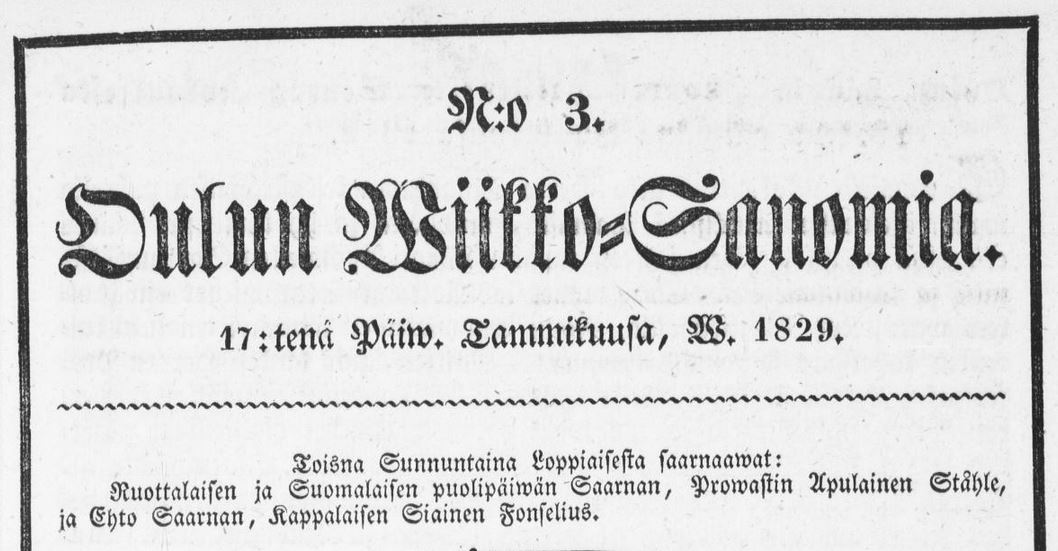 N:o 3.
Oulun Wiikko-Sanomia.
17:tenä Päiw. Tammikuusa, W. 1829.
Toisna Sunnuntaina Loppiaisesta saarnaawat:
Ruottalaisen ja Suomalaisen puolipäiwän Saarnan, Prowastin Apulainen Ståhle,
ja Ehto Saarnan, Kappalaisen Siainen Fonselius.